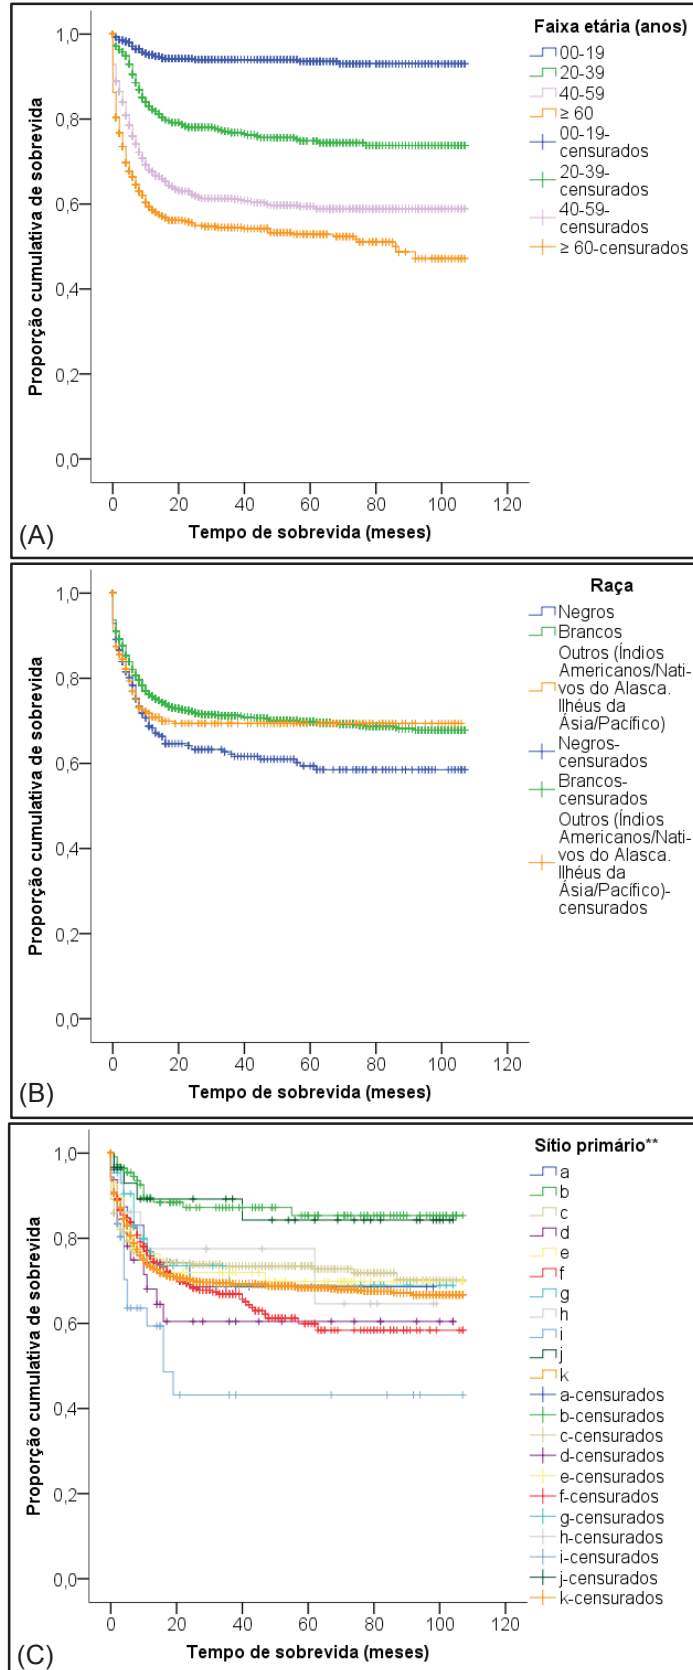 Faixa etária (anos)
00-19
20-39
40-59
≥ 60
00-19-
censurados
20-39-
censurados
40-59-
censurados
≥ 60-censurados
Proporção cumulativa de sobrevida
1,0
0,8
0,6
0,4
0,2
0,0
0 20 40 60 80 100 120
Tempo de sobrevida (meses)
(A)
Raça
Negros
Brancos
Outros (Índios
Americanos/Nati-
vos do Alasca.
Ilhéus da
Ásia/Pacífico)
Negros-
censurados
Brancos-
censurados
Outros (Índios
Americanos/Nati-
vos do Alasca.
Ilhéus da
Ásia/Pacífico)-
censurados
Proporção cumulativa de sobrevida
1,0
0,8
0,6
0,4
0,2
0,0
0 20 40 60 80 100 120
Tempo de sobrevida (meses)
(B)
Sítio primário**
a
b
c
d
e
f
g
h
i
j
k
a-censurados
b-censurados
c-censurados
d-censurados
e-censurados
f-censurados
g-censurados
h-censurados
i-censurados
j-censurados
k-censurados
Proporção cumulativa de sobrevida
1,0
0,8
0,6
0,4
0,2
0,0
0 20 40 60 80 100 120
Tempo de sobrevida (meses)
(C)